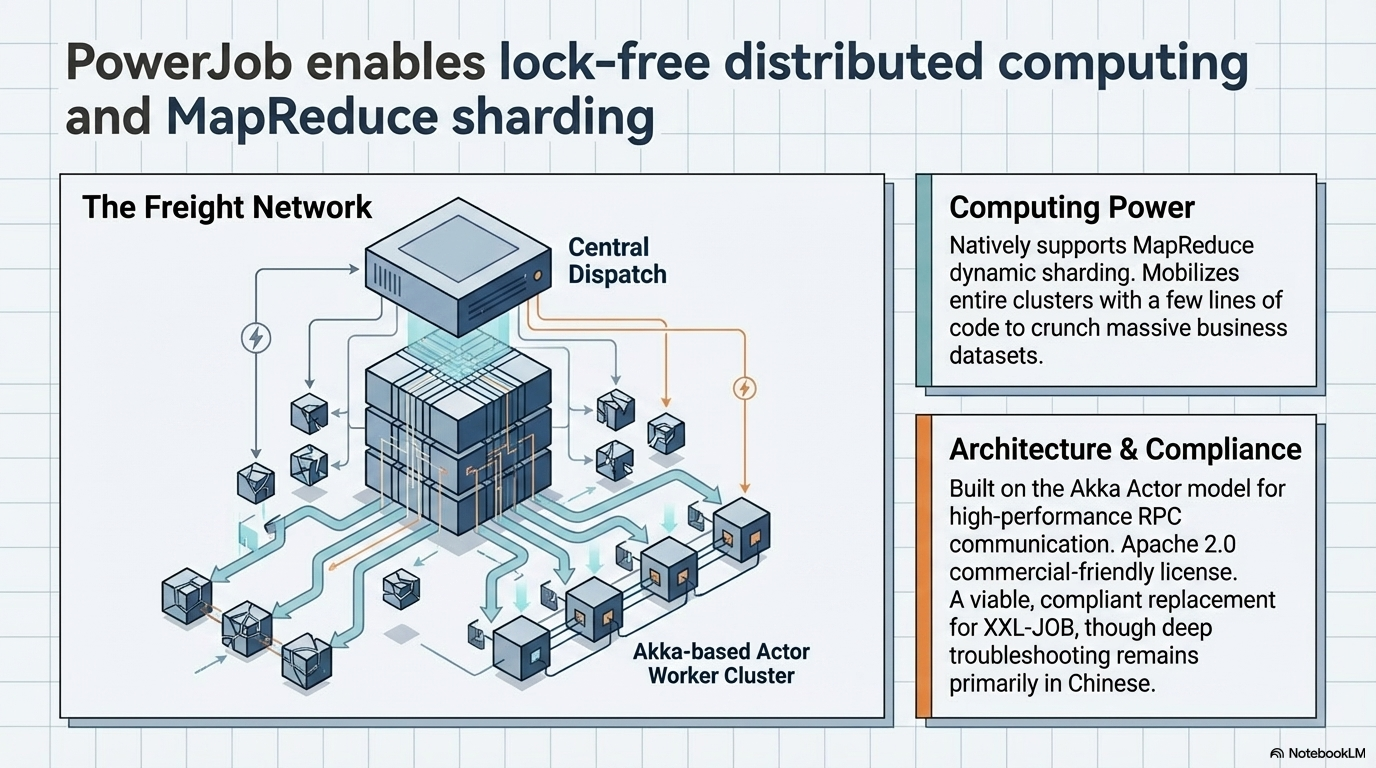 PowerJob enables lock-free distributed computing
and MapReduce sharding
The Freight Network
Central
Dispatch
Akka-based Actor
Worker Cluster
Computing Power
Natively supports MapReduce
dynamic sharding. Mobilizes
entire clusters with a few lines of
code to crunch massive business
datasets.
Architecture & Compliance
Built on the Akka Actor model for
high-performance RPC
communication. Apache 2.0
commercial-friendly license.
A viable, compliant replacement
for XXL-JOB, though deep
troubleshooting remains
primarily in Chinese.
NotebookLM